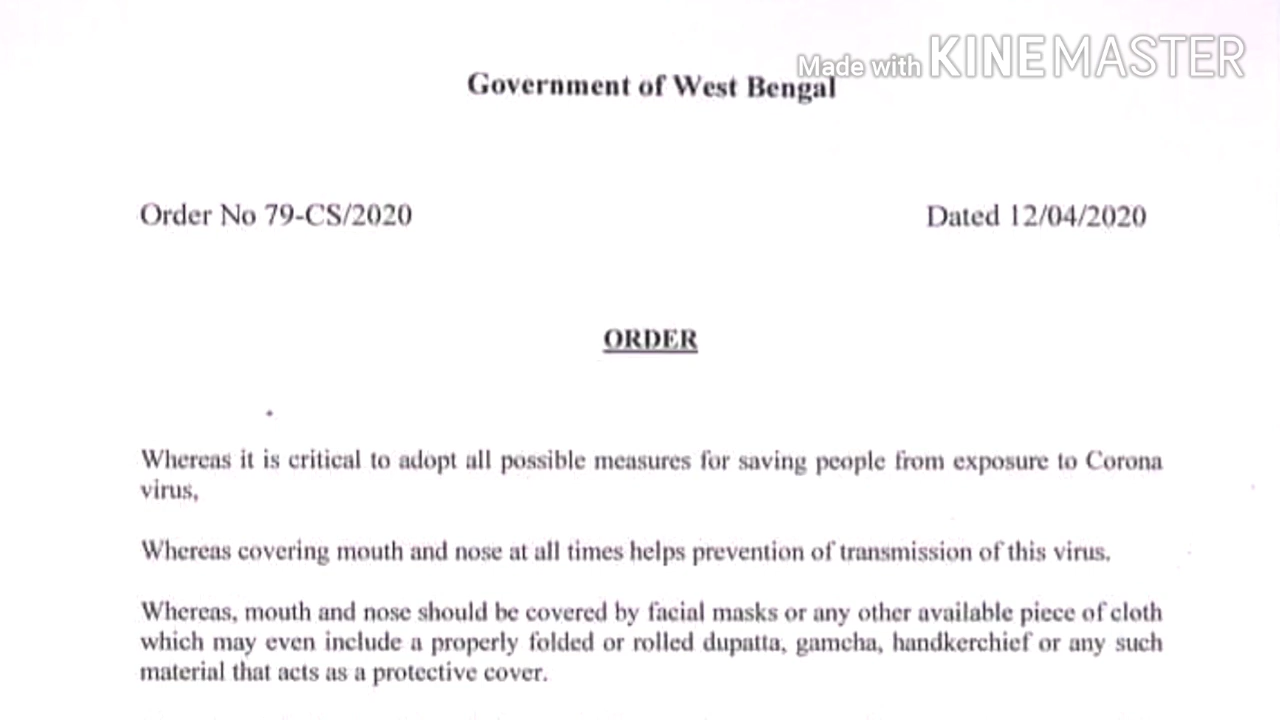 Made with KINEMASTER
Government of West Bengal
Order No 79-CS/2020 Dated 12/04/2020
ORDER
Whereas it is critical to adopt all possible measures for saving people from exposure to Corona
virus,
Whereas covering mouth and nose at all times helps prevention of transmission of this virus.
Whereas, mouth and nose should be covered by facial masks or any other available piece of cloth
which may even include a properly folded or rolled dupatta, gamcha, handkerchief or any such
material that acts as a protective cover.